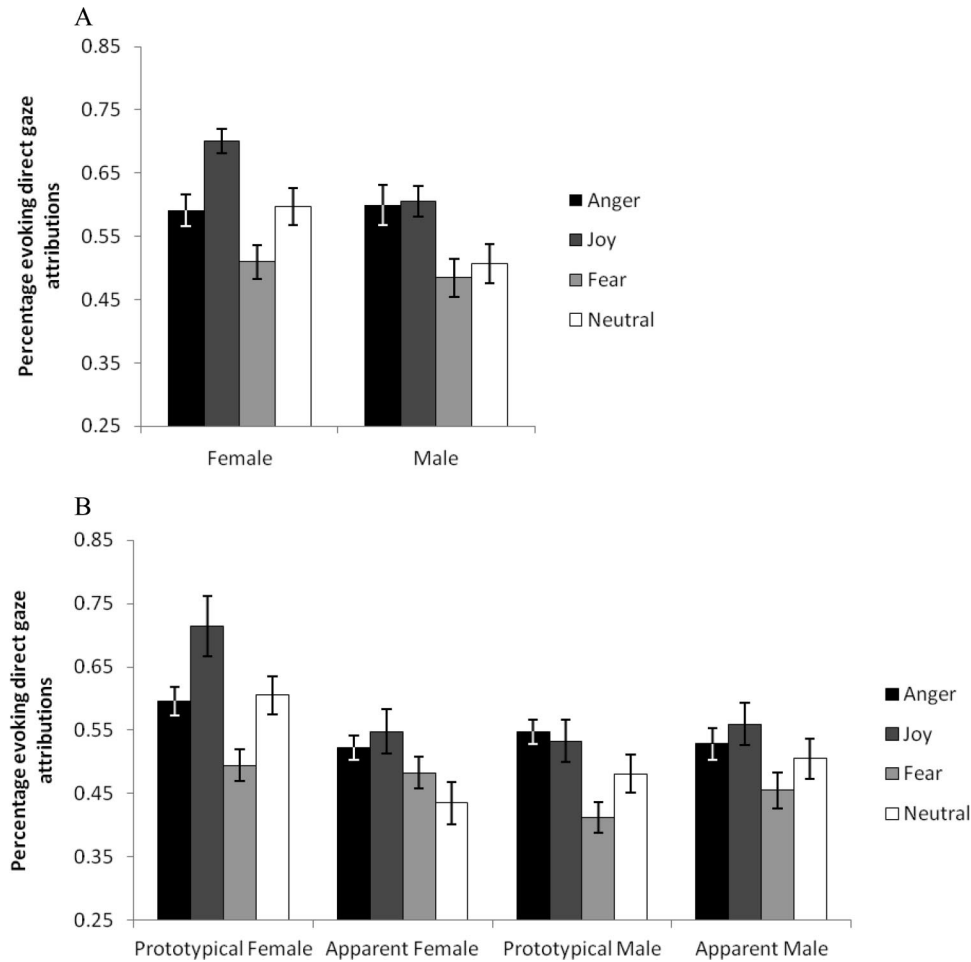 A
0.85
0.75
0.65
0.55
0.45
0.35
0.25
Percentage evoking direct gaze
attributions
Female
Male
Anger
Joy
Fear
Neutral
B
0.85
0.75
0.65
0.55
0.45
0.35
0.25
Percentage evoking direct gaze
attributions
Prototypical Female
Apparent Female
Prototypical Male
Apparent Male
Anger
Joy
Fear
Neutral